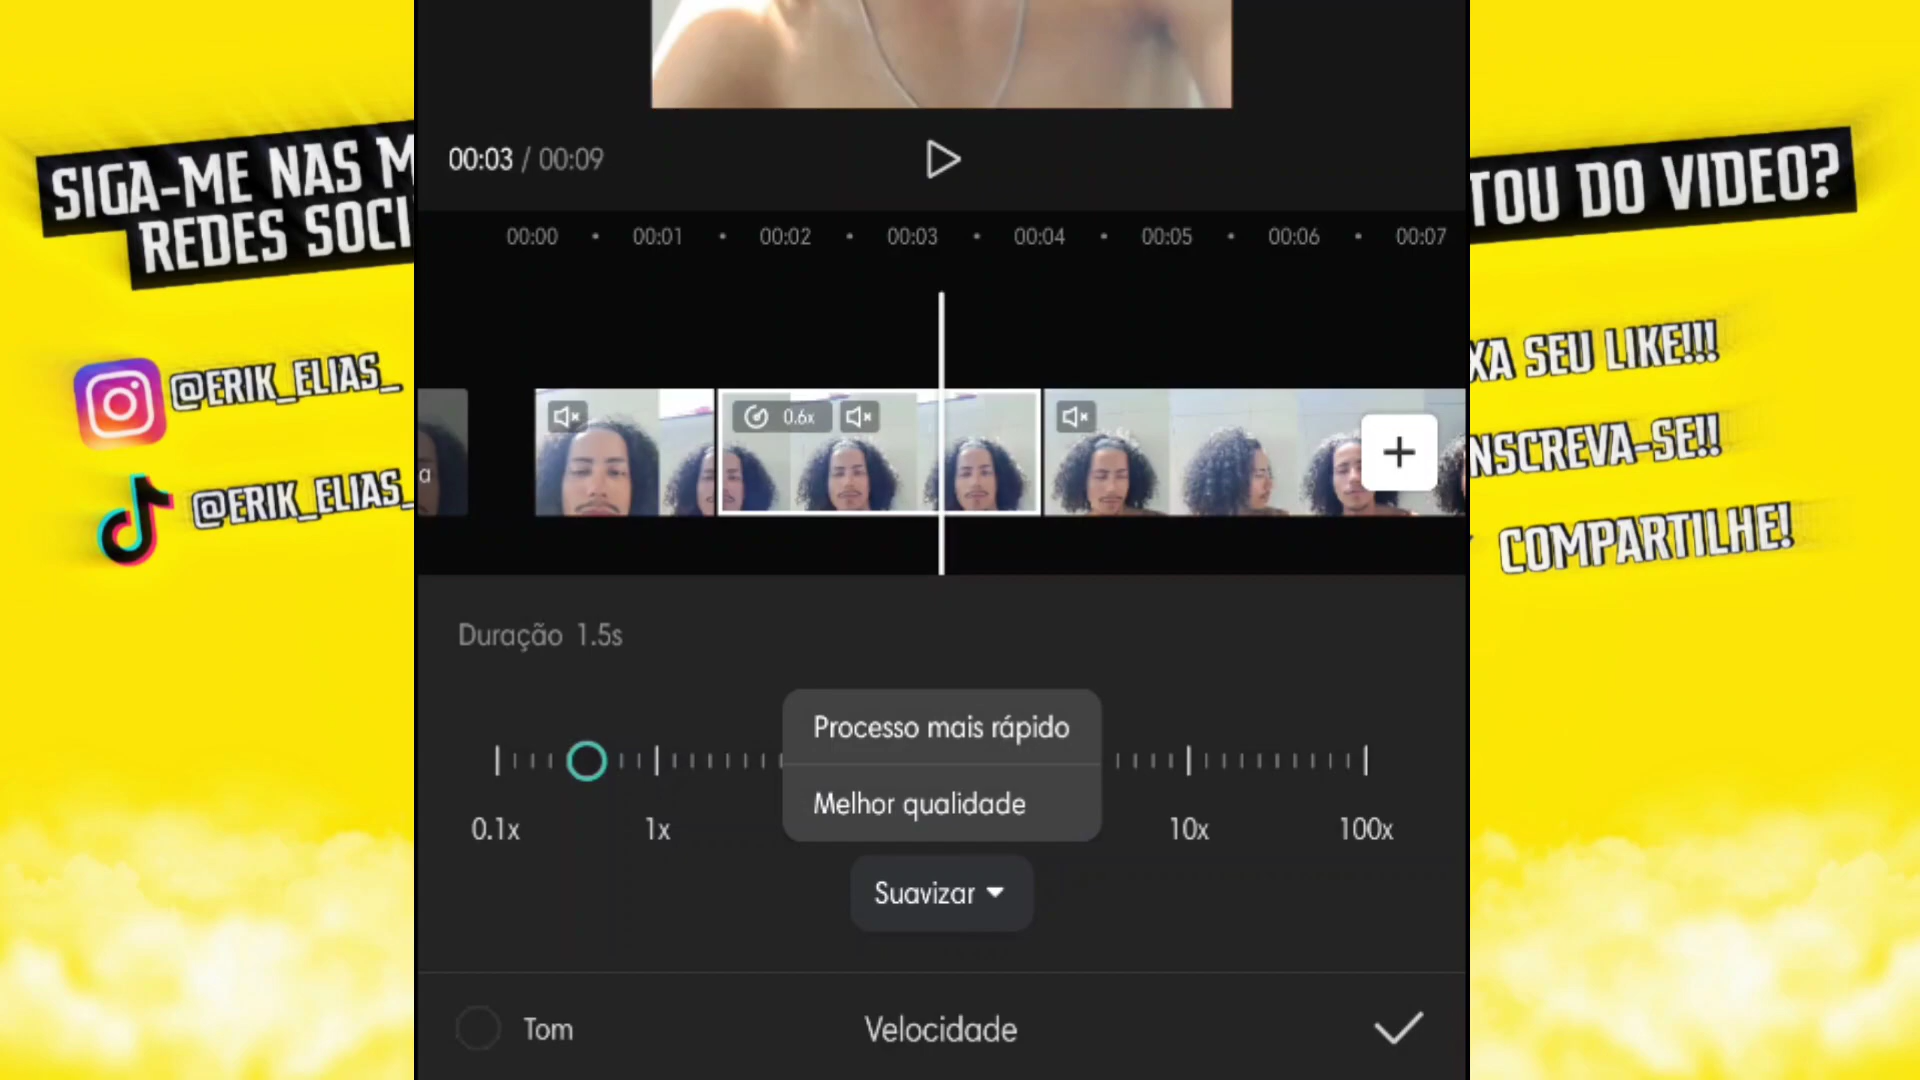 SIGA-ME NAS M
REDES SOCI
@ERIK_ELIAS_
@ERIK_ELIAS_
00:03 / 00:09
00:00 00:01 00:02 00:03 00:04 00:05 00:06 00:07
a
0.6x
+
Duração 1.5s
Processo mais rápido
Melhor qualidade
0.1x 1x 10x 100x
Suavizar
Tom
Velocidade
TOU DO VIDEO?
XA SEU LIKE!!!
NSCREVA-SE!!
COMPARTILHE!